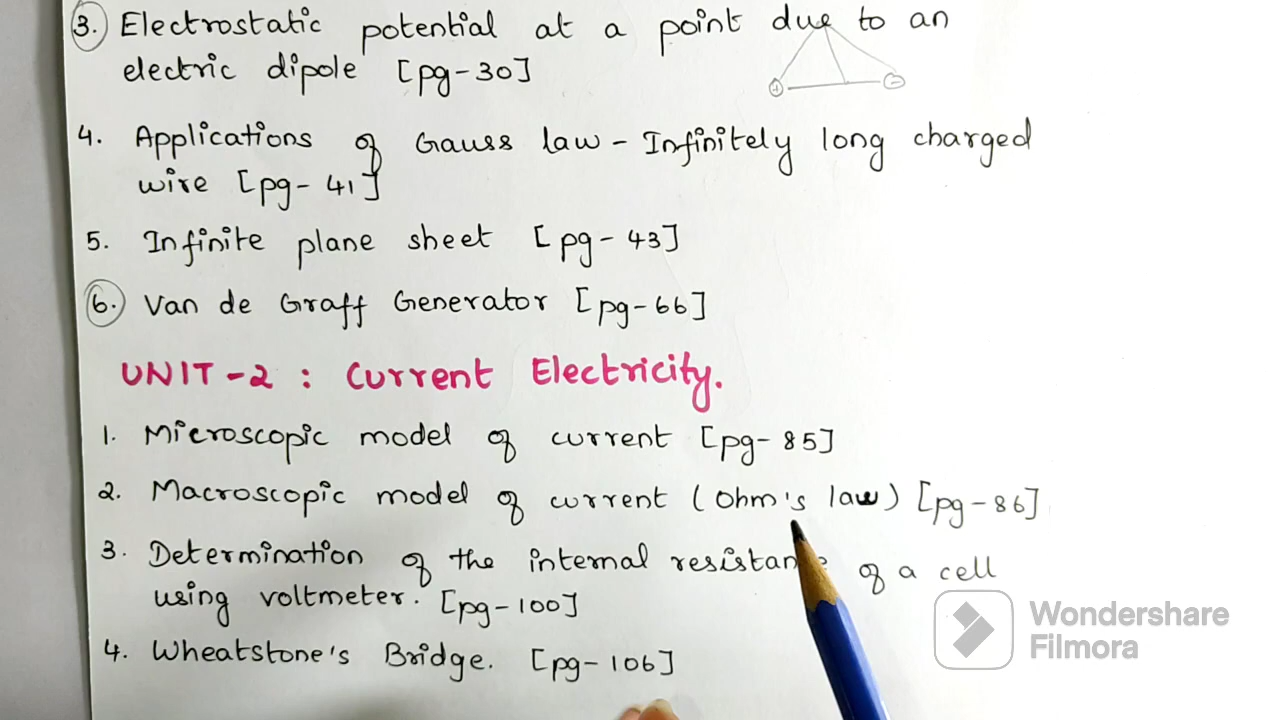 3. Electrostatic potential at a point due to an
electric dipole [pg-30]
4. Applications of Gauss law - Infinitely long charged
wire [pg-41]
5. Infinite plane sheet [pg-43]
6. Van de Graff Generator [pg-66]
UNIT-2 : Current Electricity.
1. Microscopic model of current [pg-85]
2. Macroscopic model of current (Ohm's law) [pg-86]
3. Determination of the internal resistance of a cell
using voltmeter. [pg-100]
4. Wheatstone's Bridge. [pg-106]
Wondershare
Filmora